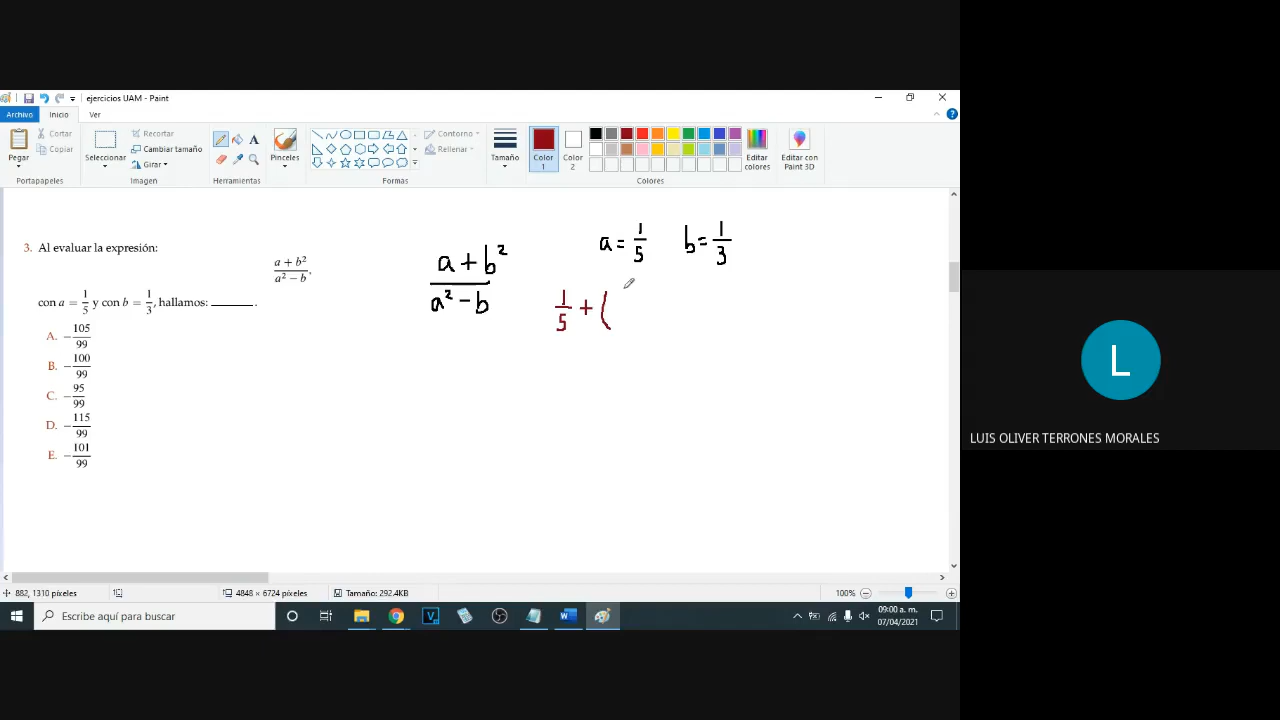 ejercicios UAM - Paint
Archivo Inicio Ver
Pegar
Cortar
Copiar
Portapapeles
Seleccionar
Recortar
Cambiar tamaño
Girar
Imagen
A
Herramientas
Pinceles
Contorno
Rellenar
Formas
Tamaño
Color 1
Color 2
Editar colores
Editar con Paint 3D
Colores
3. Al evaluar la expresión:
a + b²
a² − b,
con a = 1/5 y con b = 1/3, hallamos: ______.
A. −105/99
B. −100/99
C. −95/99
D. −115/99
E. −101/99
a + b²
a² − b
a = 1/5 b = 1/3
1/5 + (
882, 1310 píxeles
4848 × 6724 píxeles
Tamaño: 292.4KB
100%
Escribe aquí para buscar
V
09:00 a. m.
07/04/2021
L
LUIS OLIVER TERRONES MORALES